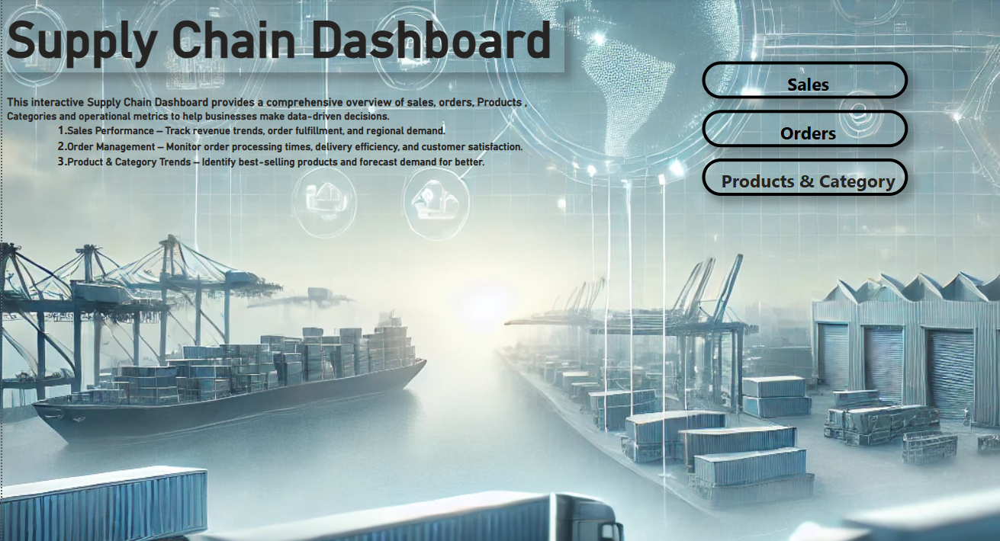 Supply Chain Dashboard
This interactive Supply Chain Dashboard provides a comprehensive overview of sales, orders, Products ,
Categories and operational metrics to help businesses make data-driven decisions.
1.Sales Performance – Track revenue trends, order fulfillment, and regional demand.
2.Order Management – Monitor order processing times, delivery efficiency, and customer satisfaction.
3.Product & Category Trends – Identify best-selling products and forecast demand for better.
Sales
Orders
Products & Category